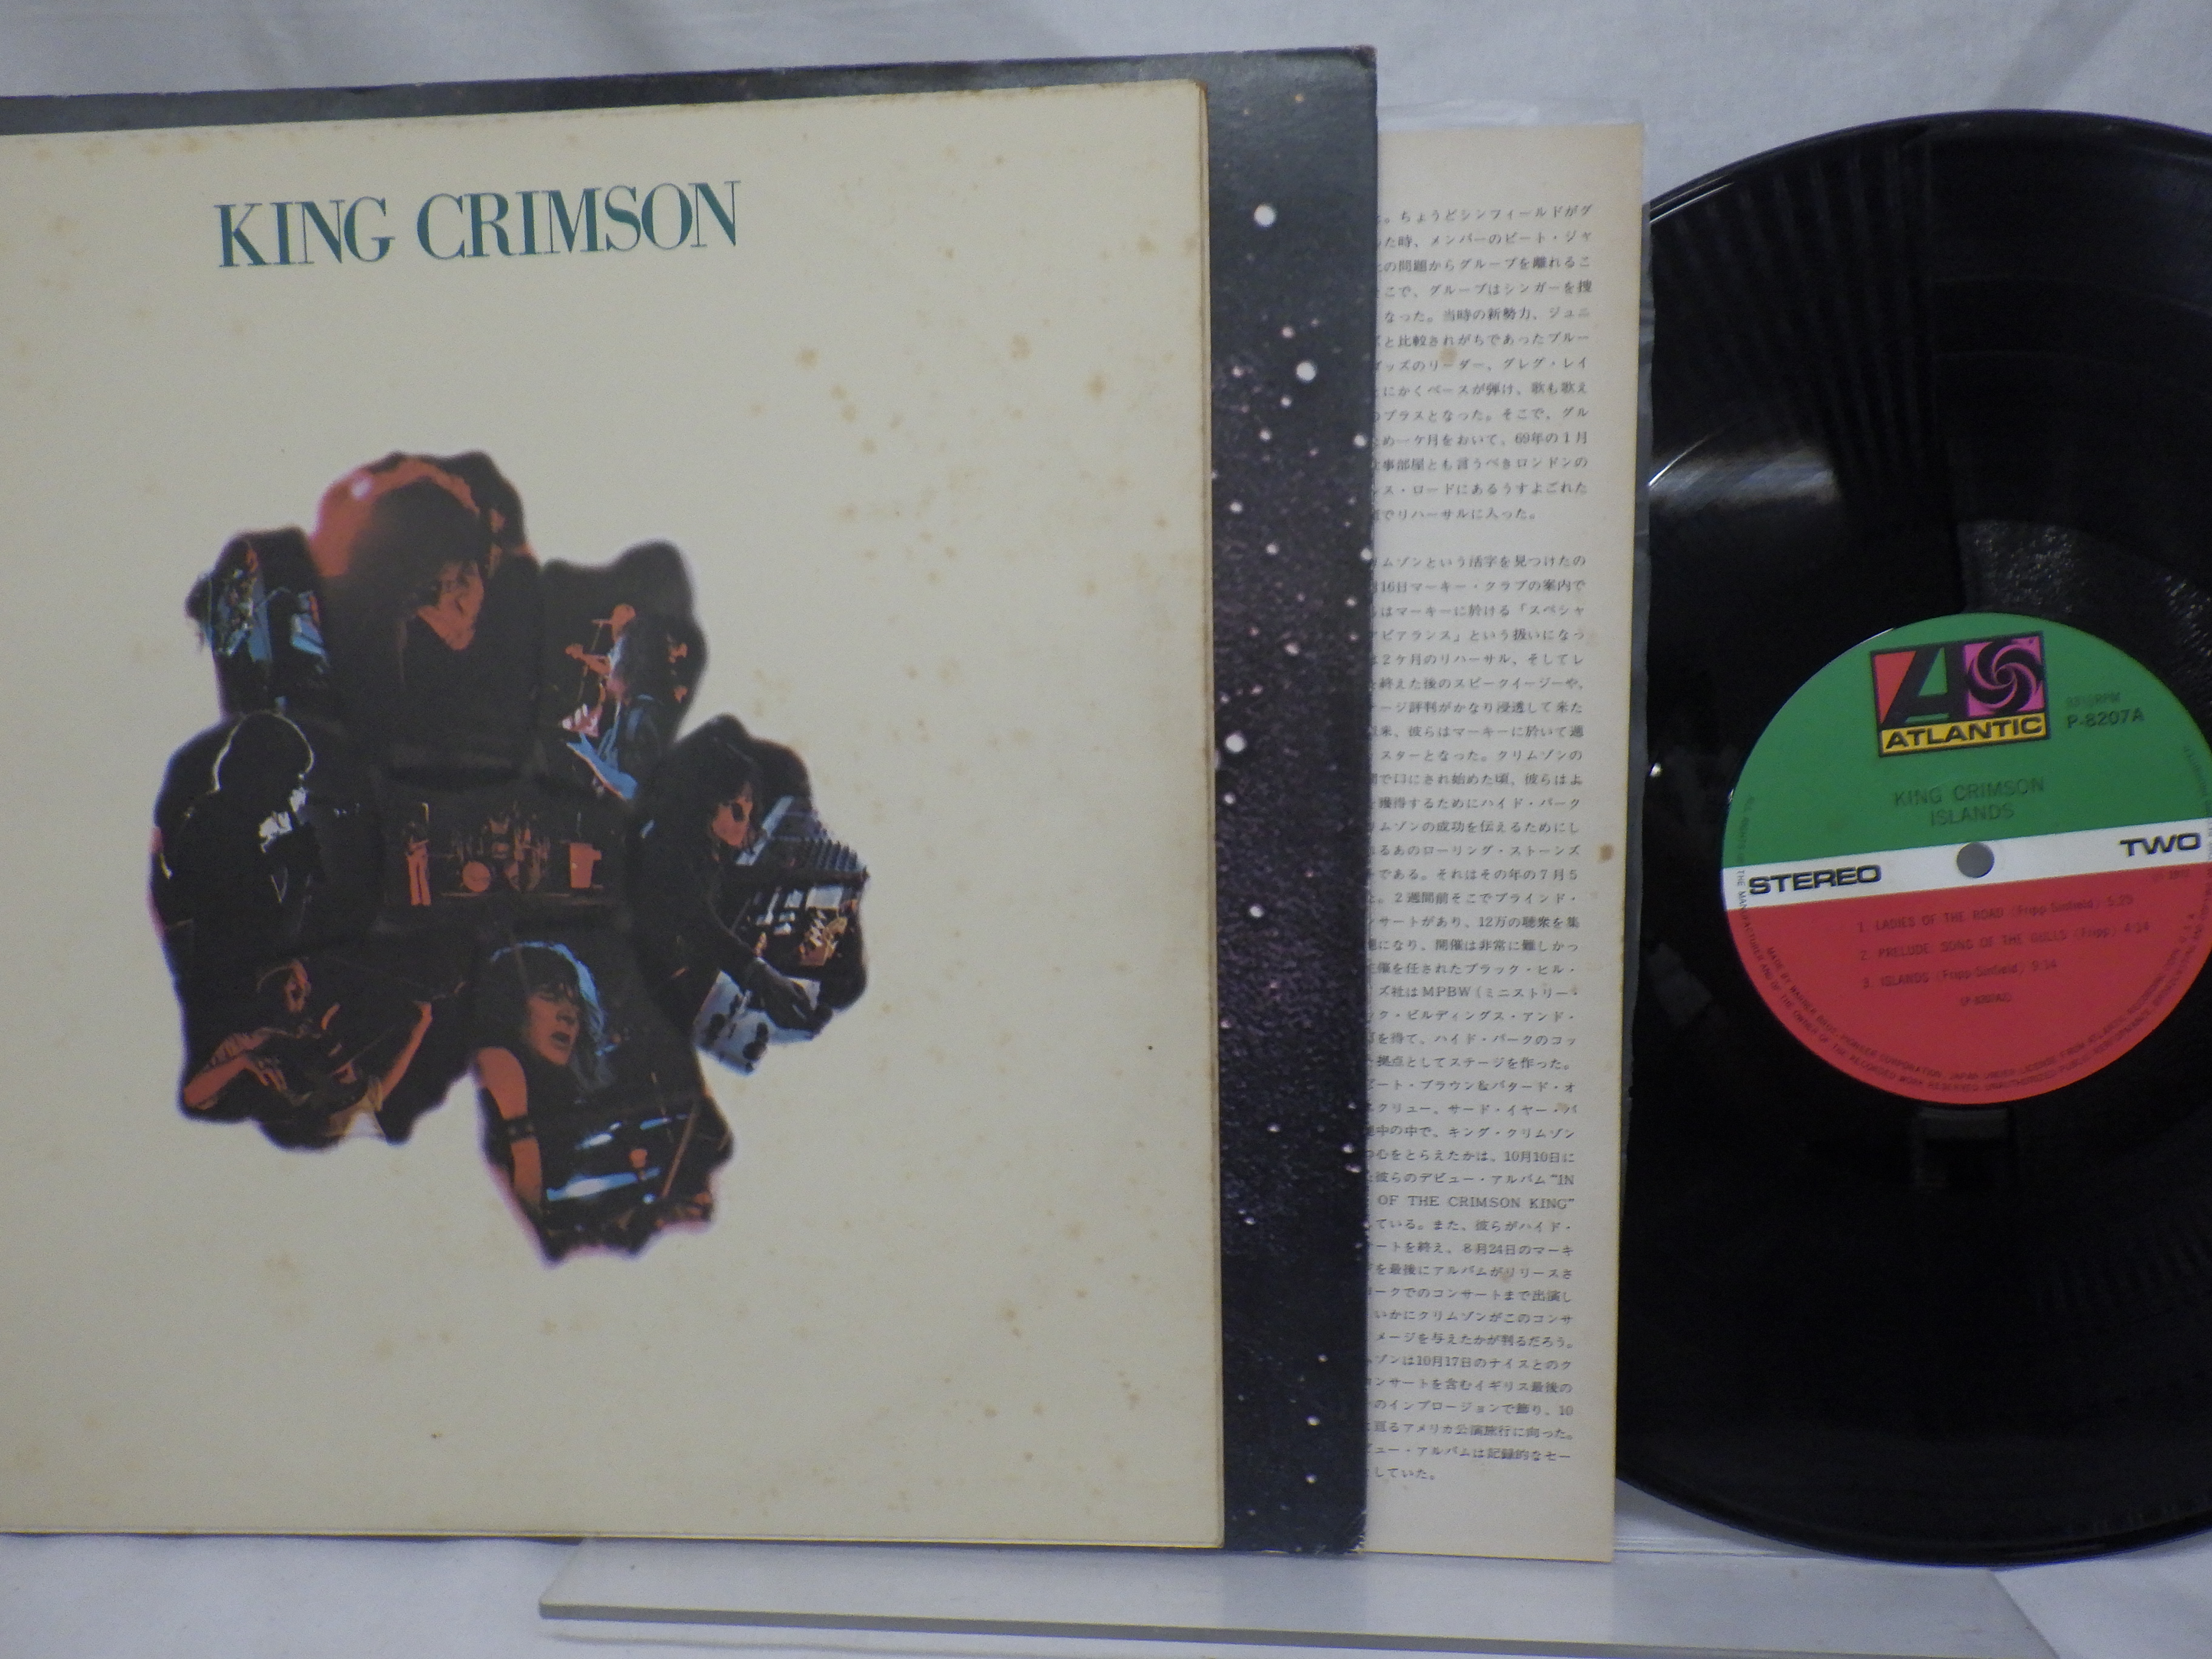 KING CRIMSON
。ちょうどシンフィールドがグ
た時、メンバーのピート・ジャ
の問題からグループを離れるこ
こで、グループはシンガーを捜
なった。当時の新勢力、ジュニ
と比較されがちであったブルー
ッズのリーダー、グレグ・レイ
にかくベースが弾け、歌も歌え
プラスとなった。そこで、グル
め一ケ月をおいて、69年の1月
事部屋とも言うべきロンドンの
ス・ロードにあるうすよごれた
でリハーサルに入った。
ムゾンという活字を見つけたの
16日マーキー・クラブの案内で
はマーキーに於ける「スペシャ
アピアランス」という扱いになっ
2ケ月のリハーサル、そしてレ
終えた後のスピークイージーや、
ージ評判がかなり浸透して来た
来、彼らはマーキーに於いて週
スターとなった。クリムゾンの
で口にされ始めた頃、彼らはよ
獲得するためにハイド・パーク
ムゾンの成功を伝えるためにし
るあのローリング・ストーンズ
である。それはその年の7月5
。2週間前そこでブラインド・
ンサートがあり、12万の聴衆を集
になり、開催は非常に難しかっ
催を任されたブラック・ヒル・
ズ社はMPBW(ミニストリー・
ック・ビルディングス・アンド・
を得て、ハイド・パークのコッ
拠点としてステージを作った。
ート・ブラウン&バタード・オ
スクリュー、サード・イヤー・バ
中の中で、キング・クリムゾン
心をとらえたかは、10月10日に
彼らのデビュー・アルバム"IN
OF THE CRIMSON KING"
ている。また、彼らがハイド・
ートを終え、8月24日のマーキ
を最後にアルバムがリリースさ
ークでのコンサートまで出演し
いかにクリムゾンがこのコンサ
メージを与えたかが判るだろう。
ゾンは10月17日のナイスとのク
ンサートを含むイギリス最後の
のインプロージョンで飾り、10
廻るアメリカ公演旅行に向った。
ュー・アルバムは記録的なセー
していた。
ATLANTIC
33⅓RPM
P-8207A
KING CRIMSON
ISLANDS
STEREO
TWO
1. LADIES OF THE ROAD (Fripp-Sinfield) 5:29
2. PRELUDE: SONG OF THE GULLS (Fripp) 4:14
3. ISLANDS (Fripp-Sinfield) 9:14
(P-8207A2)